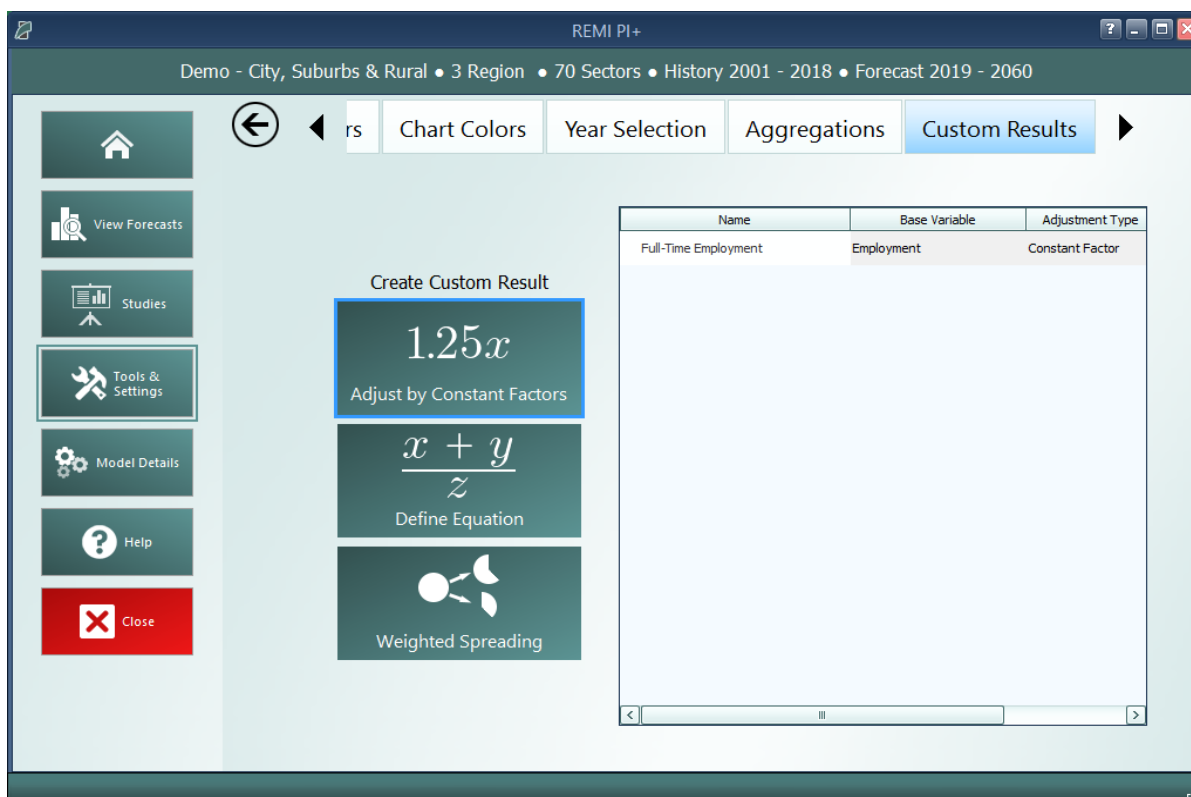 REMI PI+
Demo - City, Suburbs & Rural ● 3 Region ● 70 Sectors ● History 2001 - 2018 ● Forecast 2019 - 2060
rs
Chart Colors
Year Selection
Aggregations
Custom Results
View Forecasts
Studies
Tools &
Settings
Model Details
Help
Close
Create Custom Result
1.25x
Adjust by Constant Factors
x + y
z
Define Equation
Weighted Spreading
Name Base Variable Adjustment Type
Full-Time Employment Employment Constant Factor